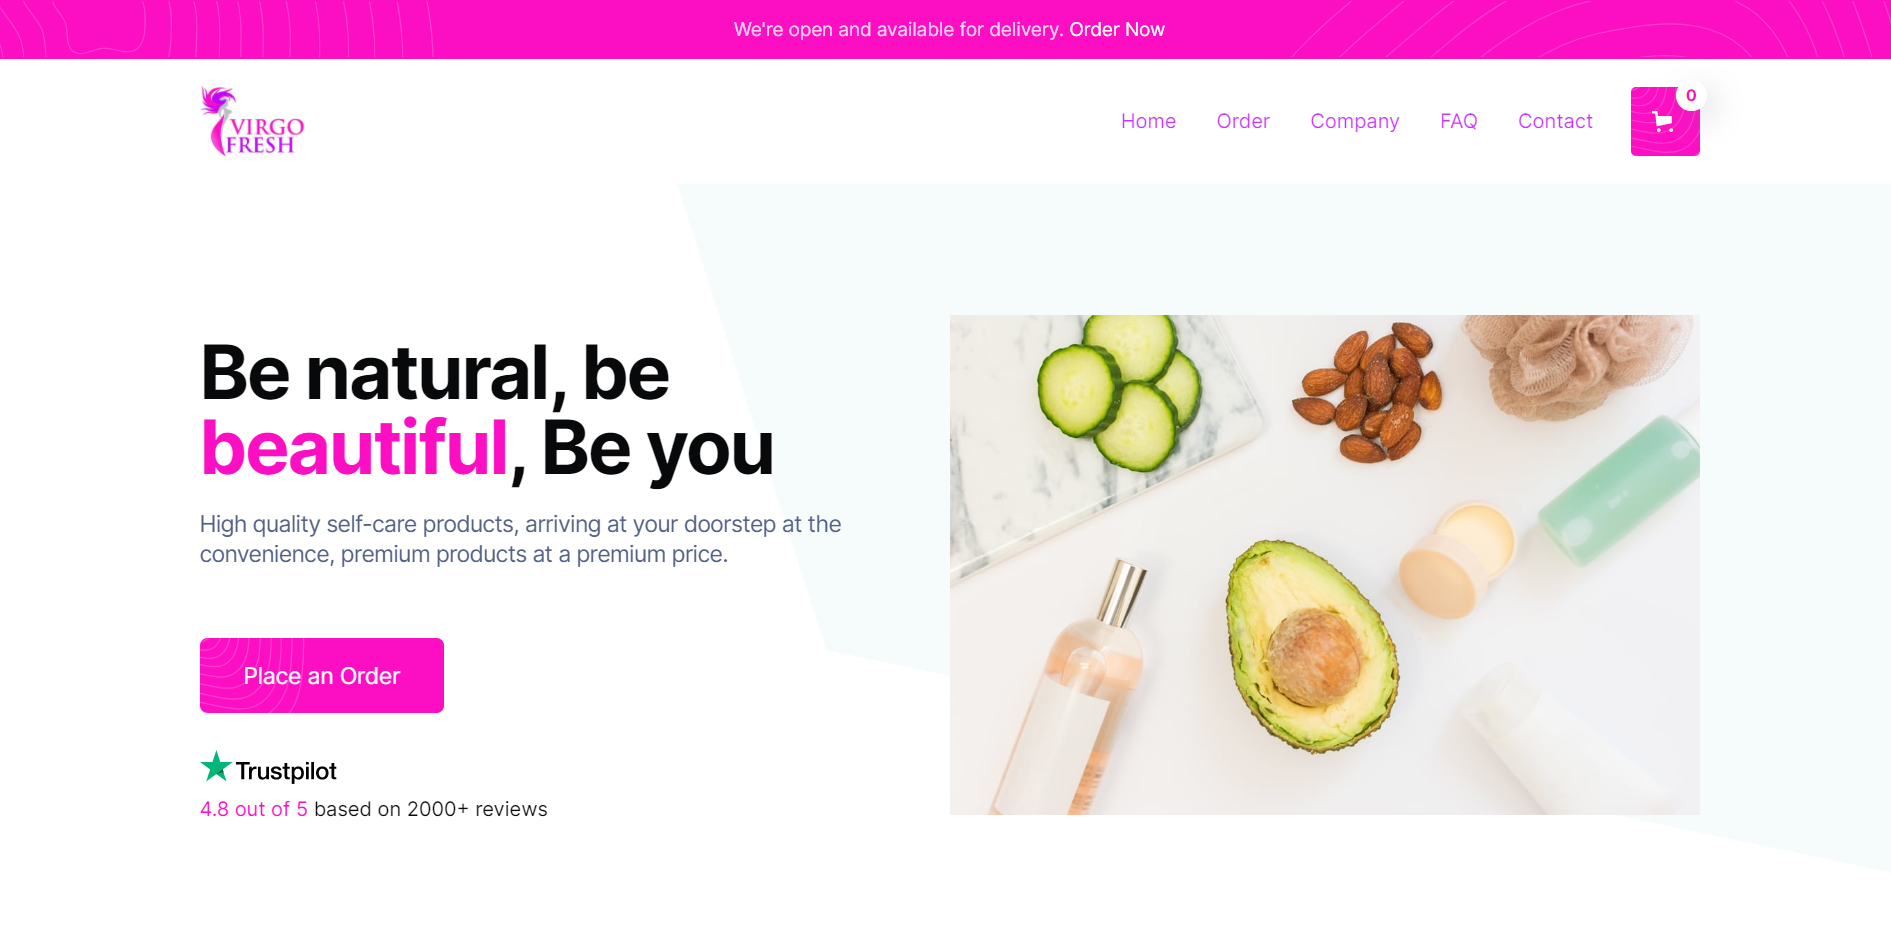 We're open and available for delivery. Order Now
VIRGO
FRESH
Home
Order
Company
FAQ
Contact
0
Be natural, be
beautiful, Be you
High quality self-care products, arriving at your doorstep at the
convenience, premium products at a premium price.
Place an Order
Trustpilot
4.8 out of 5 based on 2000+ reviews